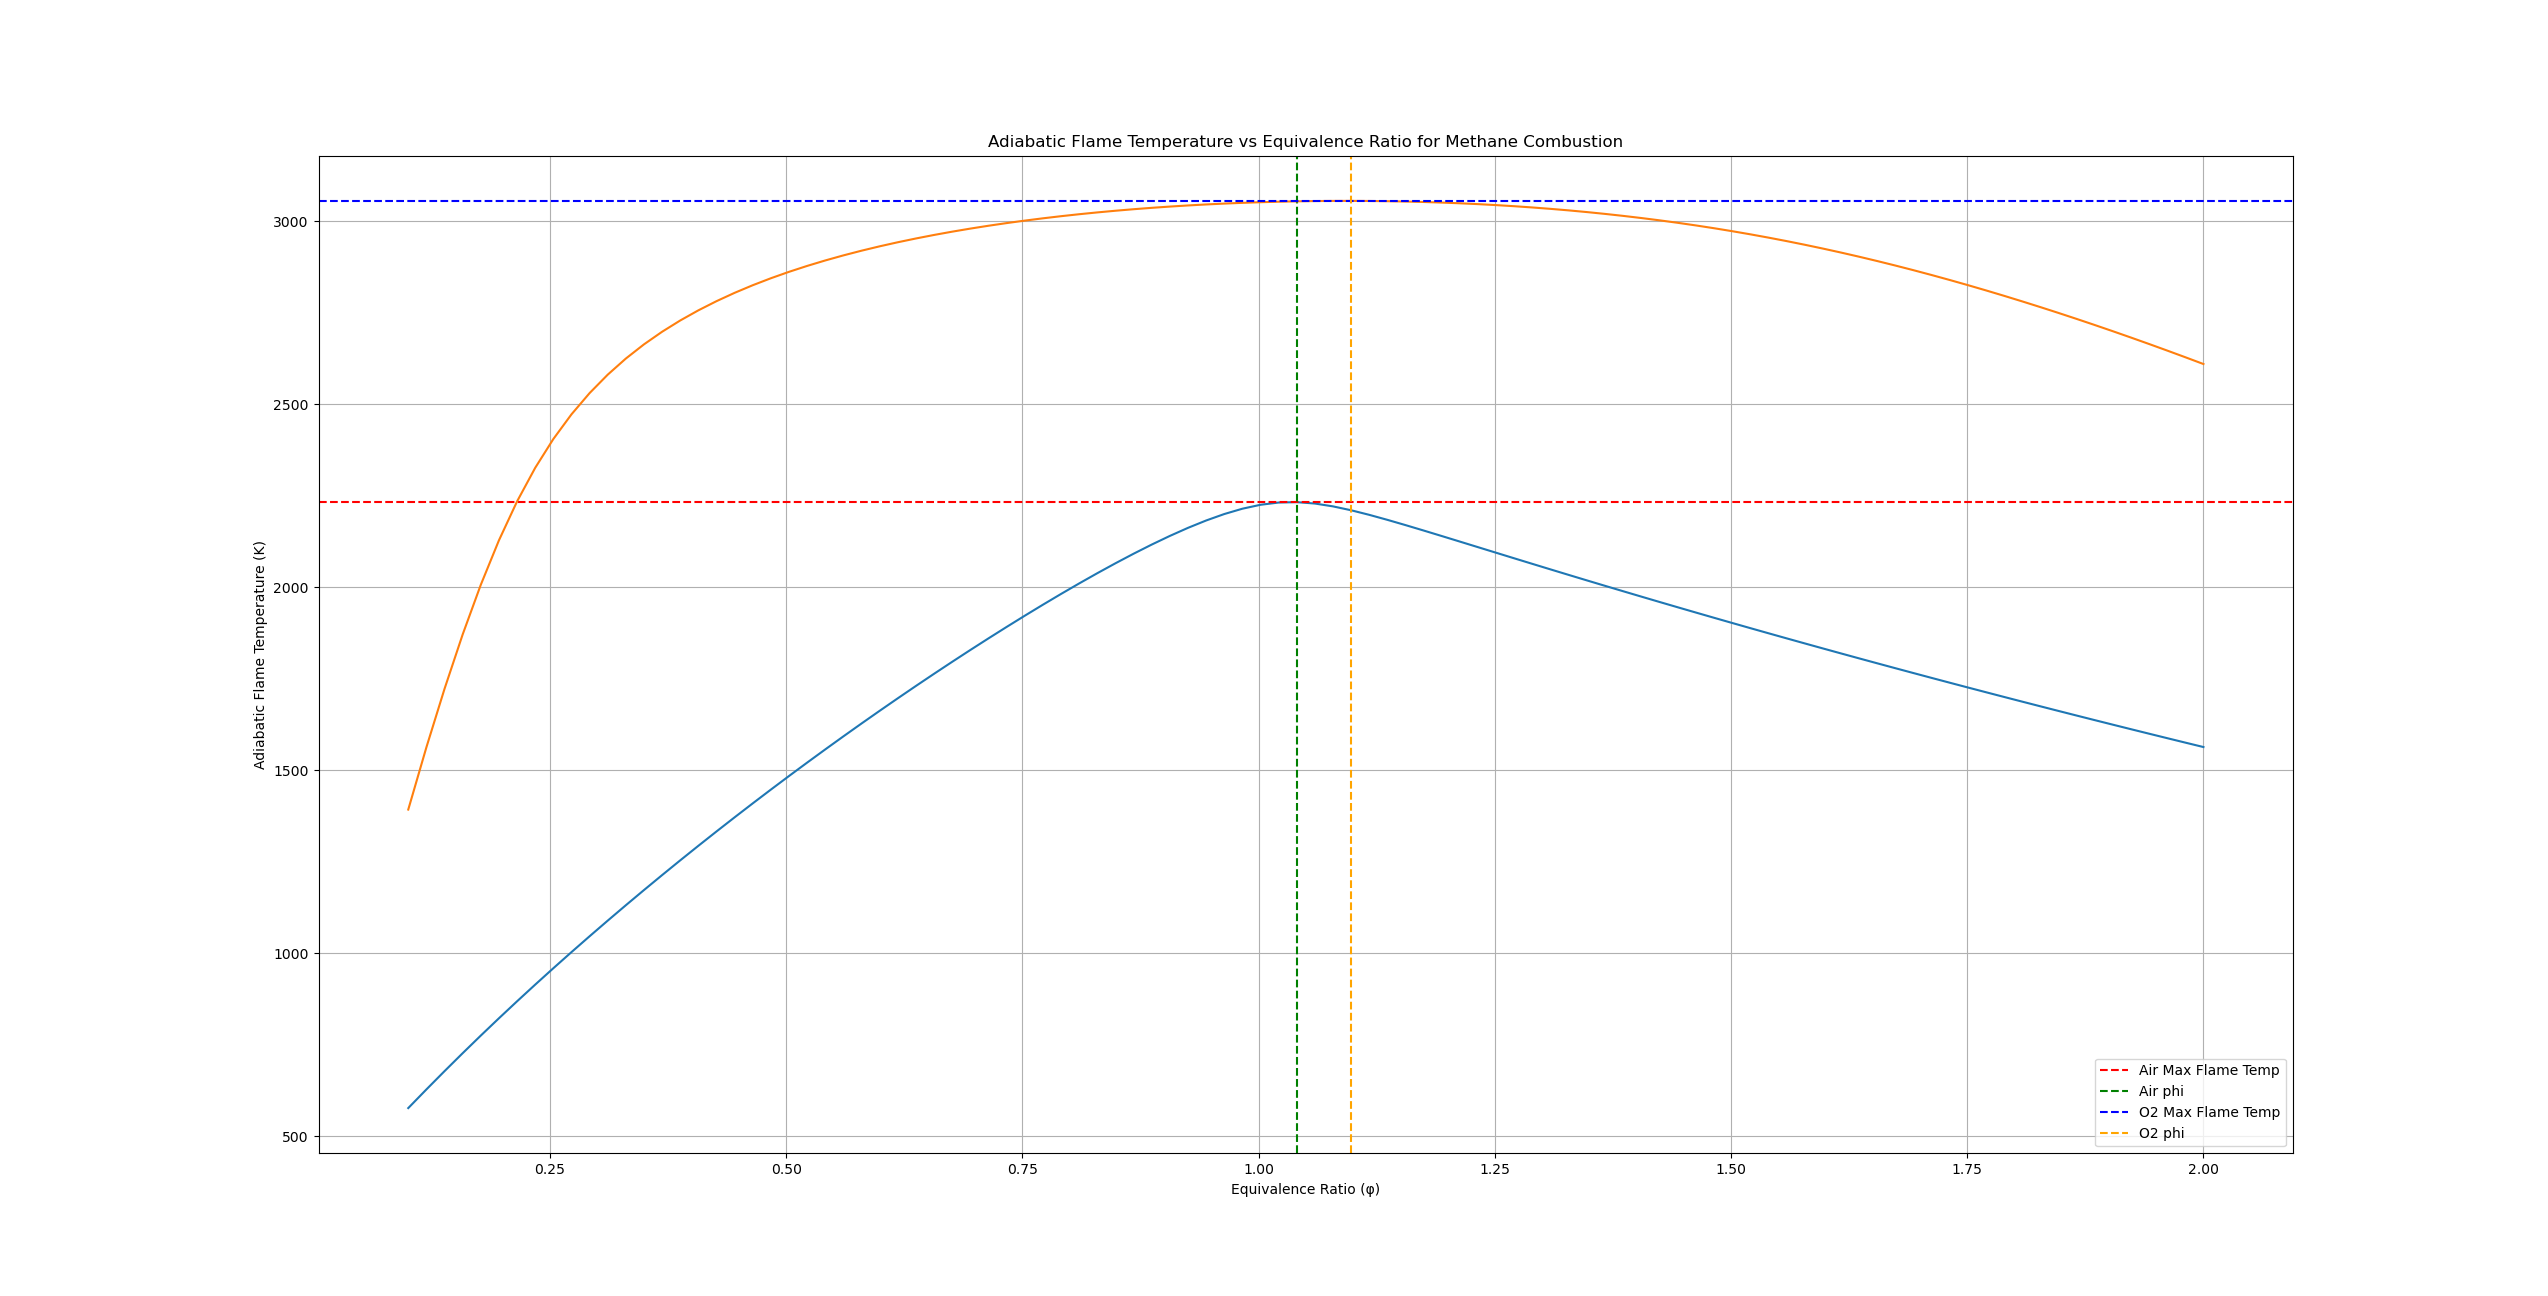 Adiabatic Flame Temperature vs Equivalence Ratio for Methane Combustion
Adiabatic Flame Temperature (K)
3000
2500
2000
1500
1000
500
0.25 0.50 0.75 1.00 1.25 1.50 1.75 2.00
Equivalence Ratio (φ)
Air Max Flame Temp
Air phi
O2 Max Flame Temp
O2 phi